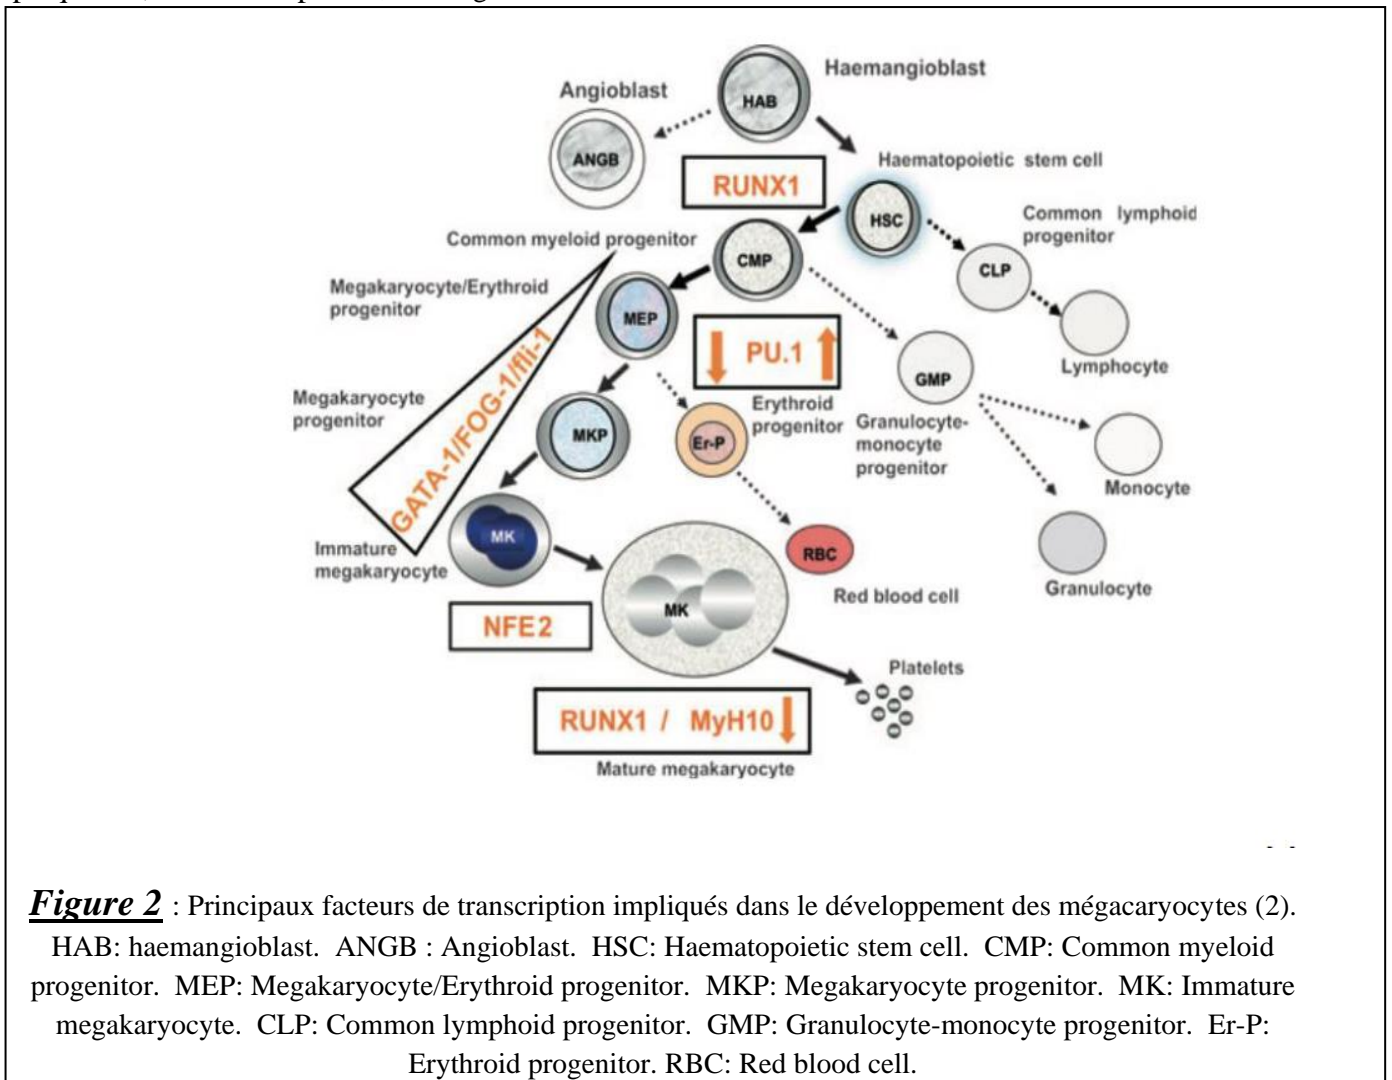 Haemangioblast
Angioblast
HAB
ANGB
Haematopoietic stem cell
RUNX1
HSC
Common lymphoid
progenitor
Common myeloid progenitor
CMP
CLP
Megakaryocyte/Erythroid
progenitor
MEP
PU.1
Lymphocyte
GMP
GATA-1/FOG-1/fli-1
Megakaryocyte
progenitor
MKP
Erythroid
progenitor
Er-P
Granulocyte-
monocyte
progenitor
Monocyte
MK
Immature
megakaryocyte
RBC
Granulocyte
Red blood cell
NFE2
MK
Platelets
RUNX1 / MyH10
Mature megakaryocyte
Figure 2 : Principaux facteurs de transcription impliqués dans le développement des mégacaryocytes (2).
HAB: haemangioblast. ANGB : Angioblast. HSC: Haematopoietic stem cell. CMP: Common myeloid
progenitor. MEP: Megakaryocyte/Erythroid progenitor. MKP: Megakaryocyte progenitor. MK: Immature
megakaryocyte. CLP: Common lymphoid progenitor. GMP: Granulocyte-monocyte progenitor. Er-P:
Erythroid progenitor. RBC: Red blood cell.